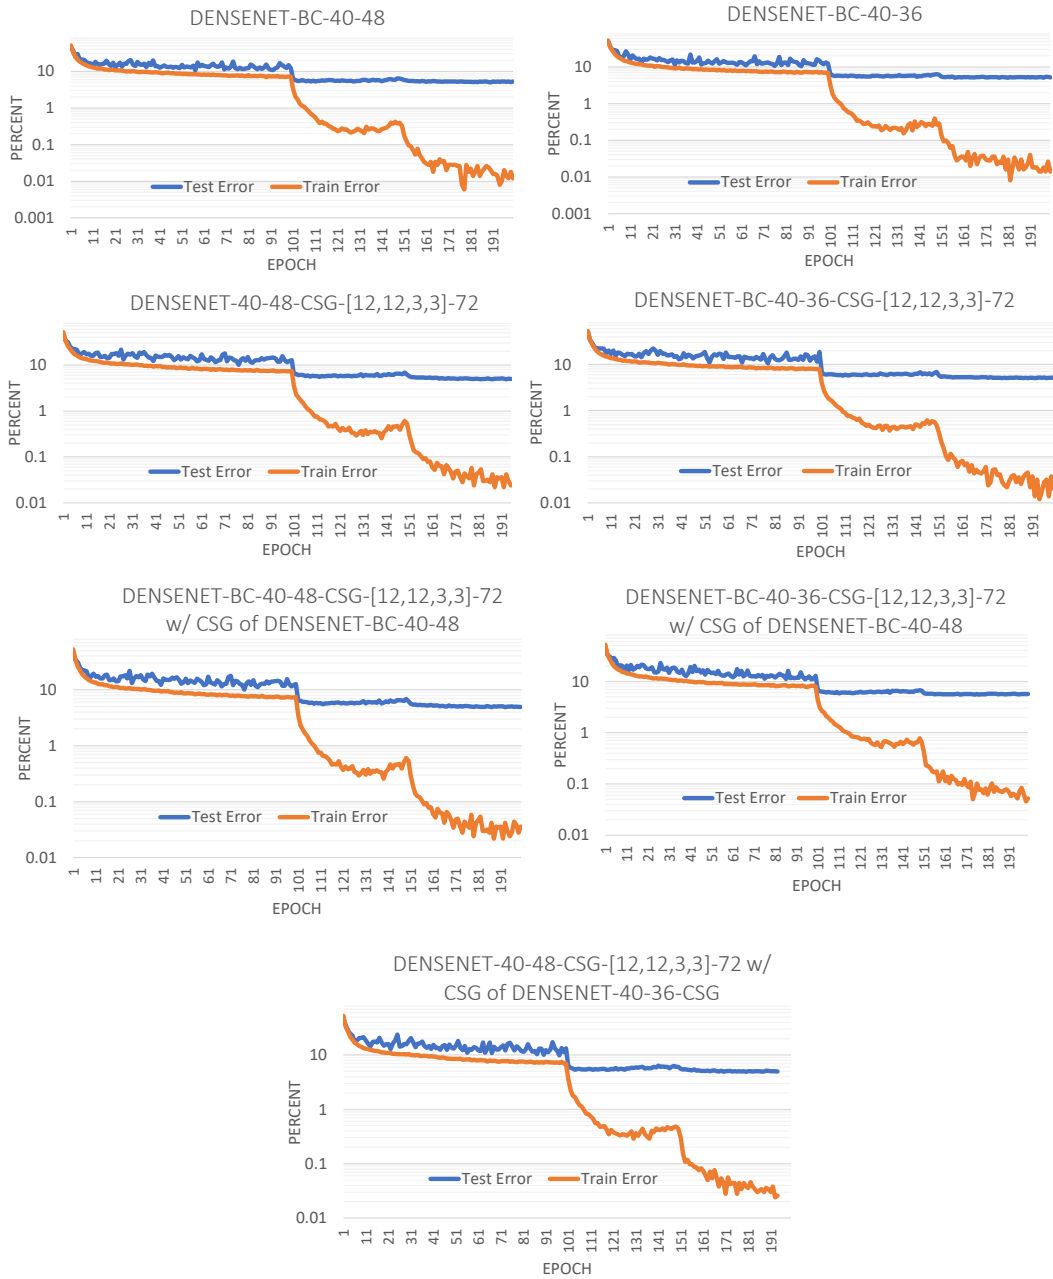 DENSENET-BC-40-48
PERCENT
10
1
0.1
0.01
0.001
Test Error Train Error
1 11 21 31 41 51 61 71 81 91 101 111 121 131 141 151 161 171 181 191
EPOCH
DENSENET-BC-40-36
PERCENT
10
1
0.1
0.01
0.001
Test Error Train Error
1 11 21 31 41 51 61 71 81 91 101 111 121 131 141 151 161 171 181 191
EPOCH
DENSENET-40-48-CSG-[12,12,3,3]-72
PERCENT
10
1
0.1
0.01
Test Error Train Error
1 11 21 31 41 51 61 71 81 91 101 111 121 131 141 151 161 171 181 191
EPOCH
DENSENET-BC-40-36-CSG-[12,12,3,3]-72
PERCENT
10
1
0.1
0.01
Test Error Train Error
1 11 21 31 41 51 61 71 81 91 101 111 121 131 141 151 161 171 181 191
EPOCH
DENSENET-BC-40-48-CSG-[12,12,3,3]-72
w/ CSG of DENSENET-BC-40-48
PERCENT
10
1
0.1
0.01
Test Error Train Error
1 11 21 31 41 51 61 71 81 91 101 111 121 131 141 151 161 171 181 191
EPOCH
DENSENET-BC-40-36-CSG-[12,12,3,3]-72
w/ CSG of DENSENET-BC-40-48
PERCENT
10
1
0.1
0.01
Test Error Train Error
1 11 21 31 41 51 61 71 81 91 101 111 121 131 141 151 161 171 181 191
EPOCH
DENSENET-40-48-CSG-[12,12,3,3]-72 w/
CSG of DENSENET-40-36-CSG
PERCENT
10
1
0.1
0.01
Test Error Train Error
1 11 21 31 41 51 61 71 81 91 101 111 121 131 141 151 161 171 181 191
EPOCH